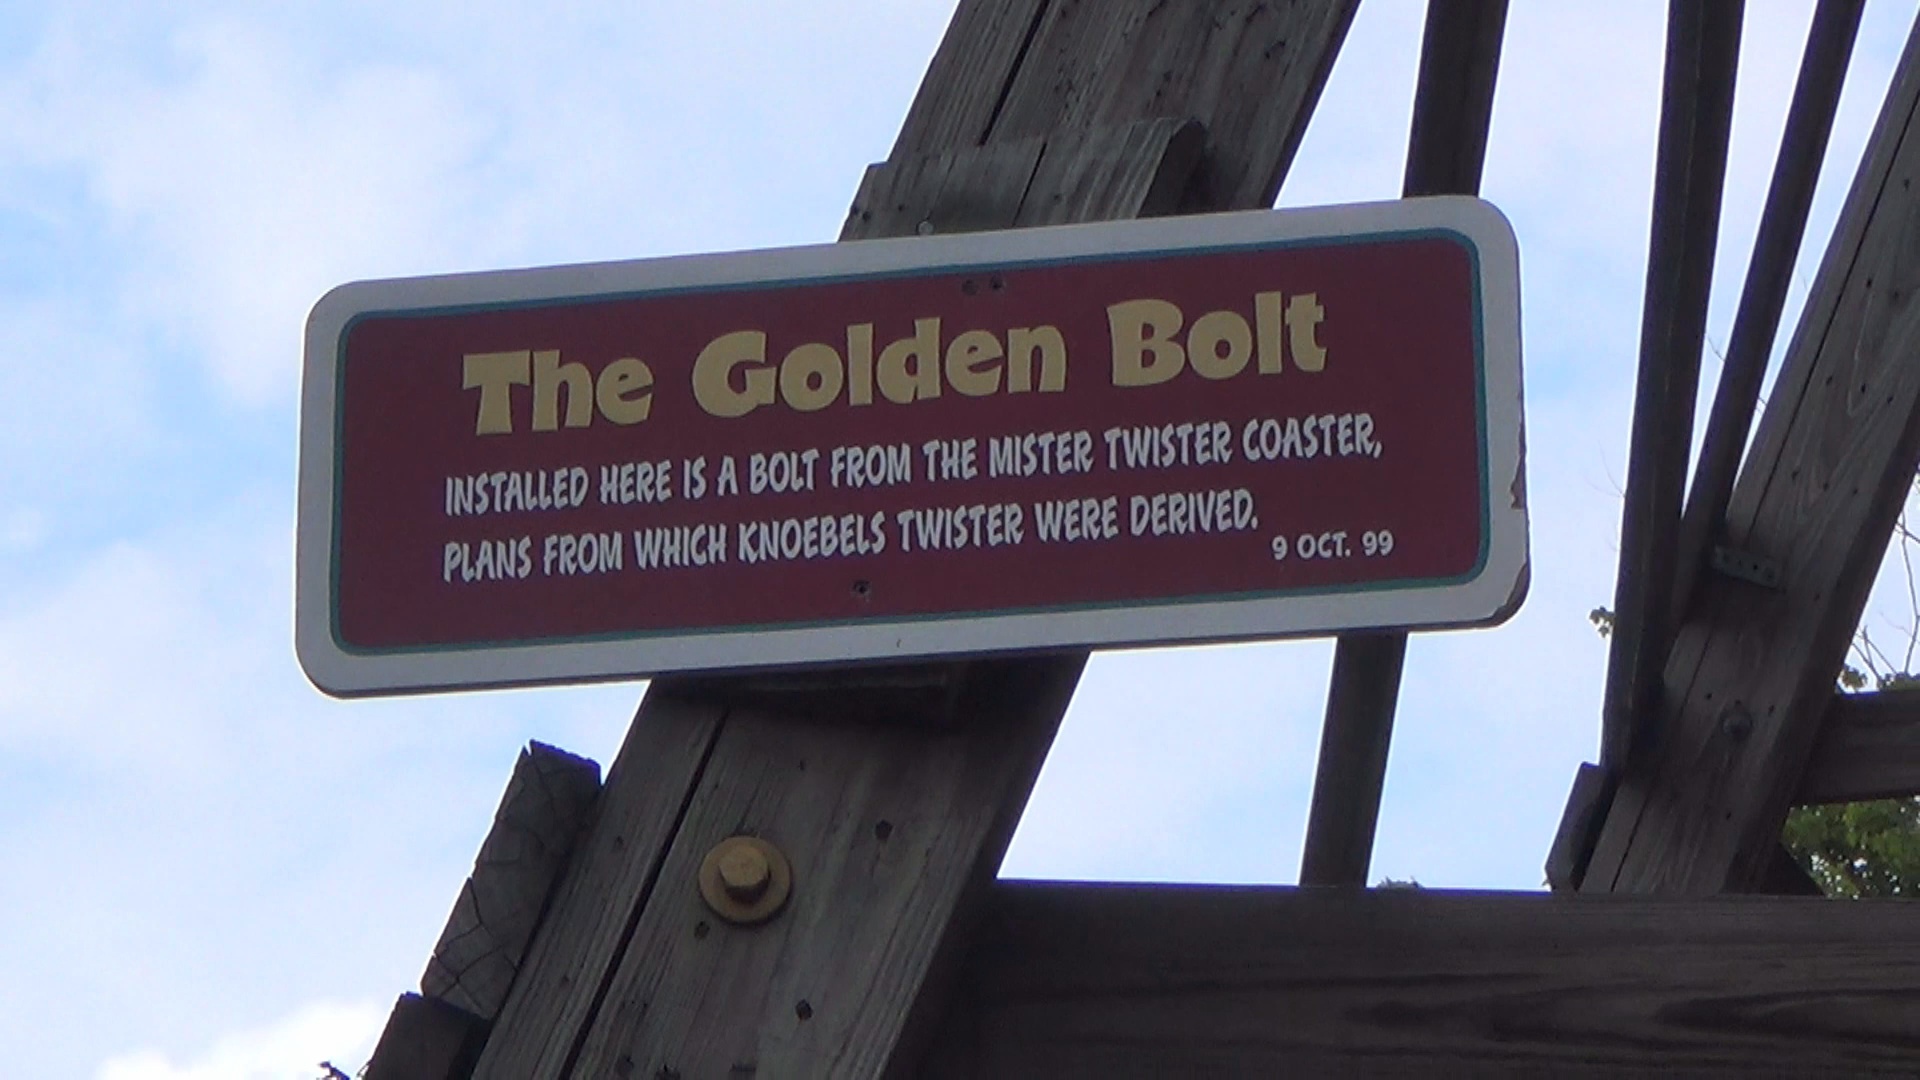 The Golden Bolt
INSTALLED HERE IS A BOLT FROM THE MISTER TWISTER COASTER,
PLANS FROM WHICH KNOEBELS TWISTER WERE DERIVED.
9 OCT. 99